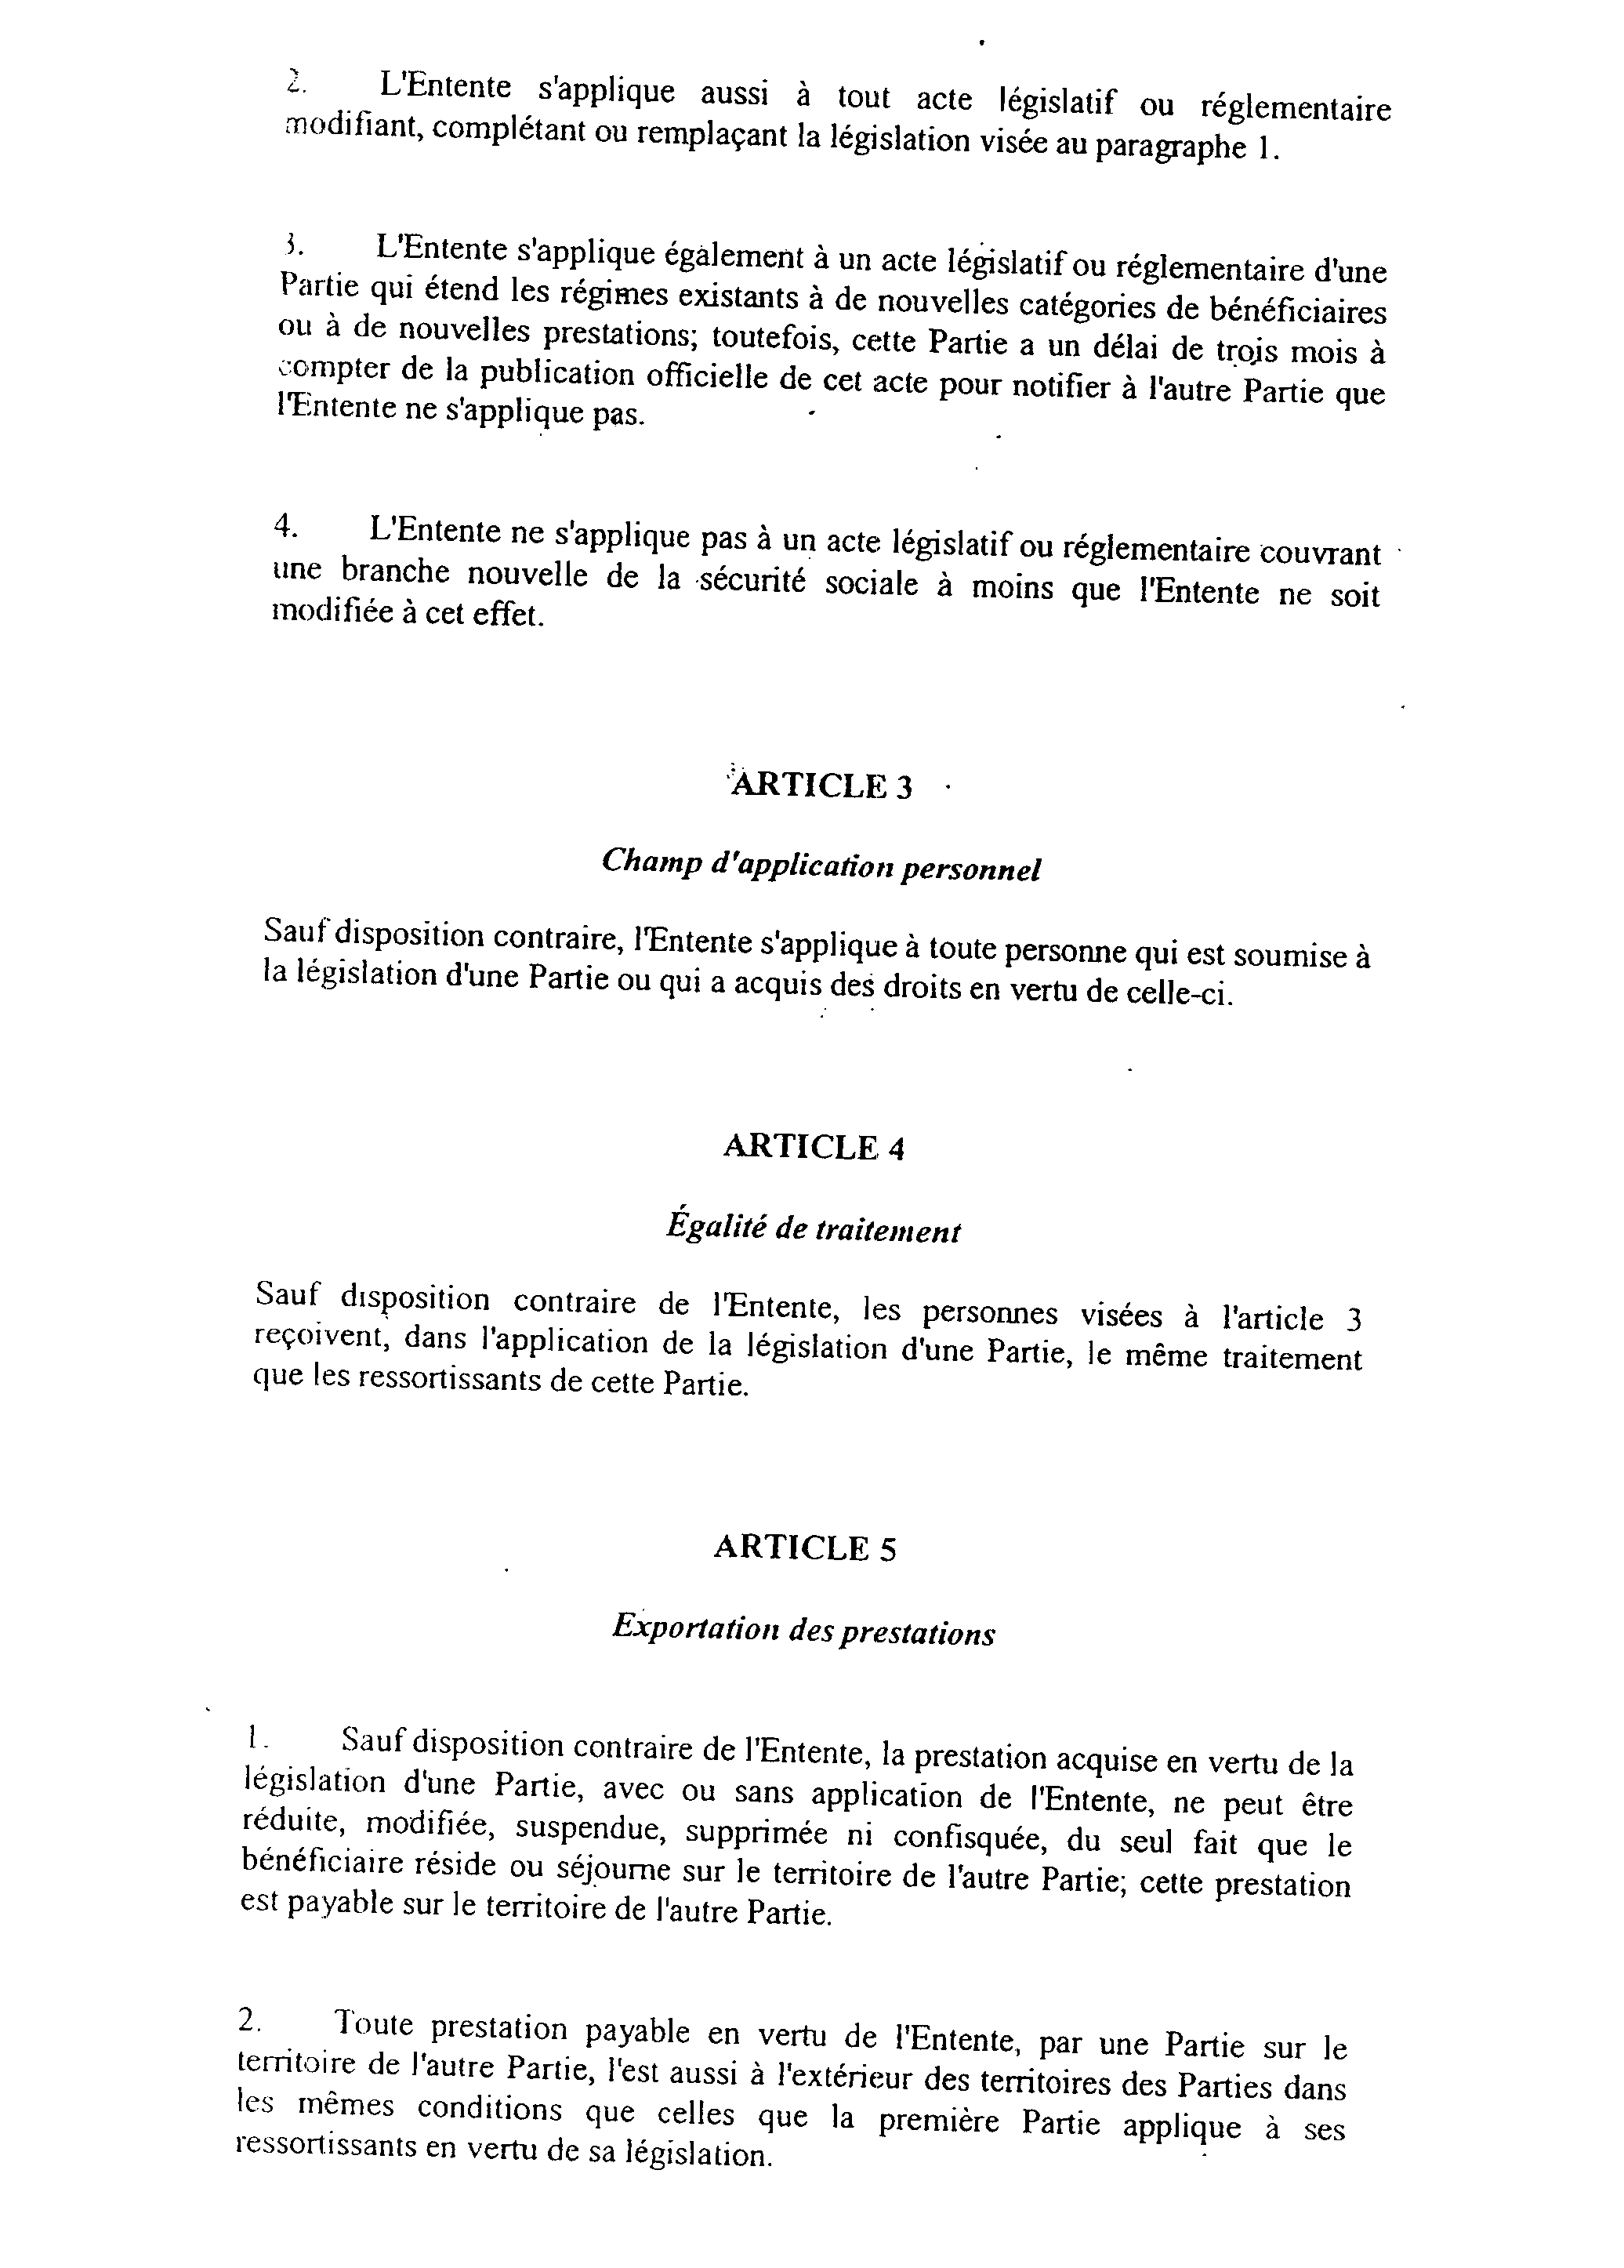 2. L'Entente s'applique aussi à tout acte législatif ou réglementaire
modifiant, complétant ou remplaçant la législation visée au paragraphe 1.
3. L'Entente s'applique également à un acte législatif ou réglementaire d'une
Partie qui étend les régimes existants à de nouvelles catégories de bénéficiaires
ou à de nouvelles prestations; toutefois, cette Partie a un délai de trois mois à
compter de la publication officielle de cet acte pour notifier à l'autre Partie que
l'Entente ne s'applique pas.
4. L'Entente ne s'applique pas à un acte législatif ou réglementaire couvrant
une branche nouvelle de la sécurité sociale à moins que l'Entente ne soit
modifiée à cet effet.
ARTICLE 3
Champ d'application personnel
Sauf disposition contraire, l'Entente s'applique à toute personne qui est soumise à
la législation d'une Partie ou qui a acquis des droits en vertu de celle-ci.
ARTICLE 4
Égalité de traitement
Sauf disposition contraire de l'Entente, les personnes visées à l'article 3
reçoivent, dans l'application de la législation d'une Partie, le même traitement
que les ressortissants de cette Partie.
ARTICLE 5
Exportation des prestations
1. Sauf disposition contraire de l'Entente, la prestation acquise en vertu de la
législation d'une Partie, avec ou sans application de l'Entente, ne peut être
réduite, modifiée, suspendue, supprimée ni confisquée, du seul fait que le
bénéficiaire réside ou séjourne sur le territoire de l'autre Partie; cette prestation
est payable sur le territoire de l'autre Partie.
2. Toute prestation payable en vertu de l'Entente, par une Partie sur le
territoire de l'autre Partie, l'est aussi à l'extérieur des territoires des Parties dans
les mêmes conditions que celles que la première Partie applique à ses
ressortissants en vertu de sa législation.